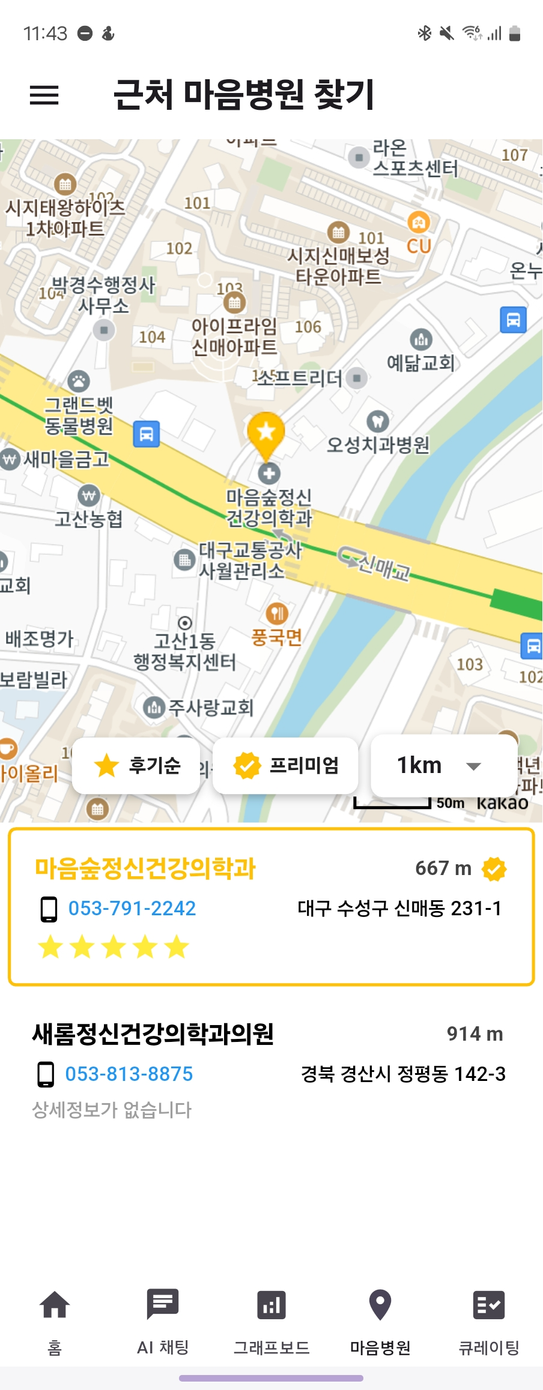 11:43
근처 마음병원 찾기
라온
스포츠센터
107
시지태왕하이츠
1차아파트
102
101
시지신매보성
타운아파트
101
CU
102
박경수행정사
사무소
104
103
아이프라임
신매아파트
106
104
예닮교회
소프트리더
그랜드벳
동물병원
오성치과병원
새마을금고
마음숲정신
건강의학과
고산농협
대구교통공사
사월관리소
신매교
교회
풍국면
배조명가
고산1동
행정복지센터
103
102
보람빌라
주사랑교회
후기순
프리미엄
1km
50m
kakao
마음숲정신건강의학과
667 m
053-791-2242
대구 수성구 신매동 231-1
새롬정신건강의학과의원
914 m
053-813-8875
경북 경산시 정평동 142-3
상세정보가 없습니다
홈
AI 채팅
그래프보드
마음병원
큐레이팅